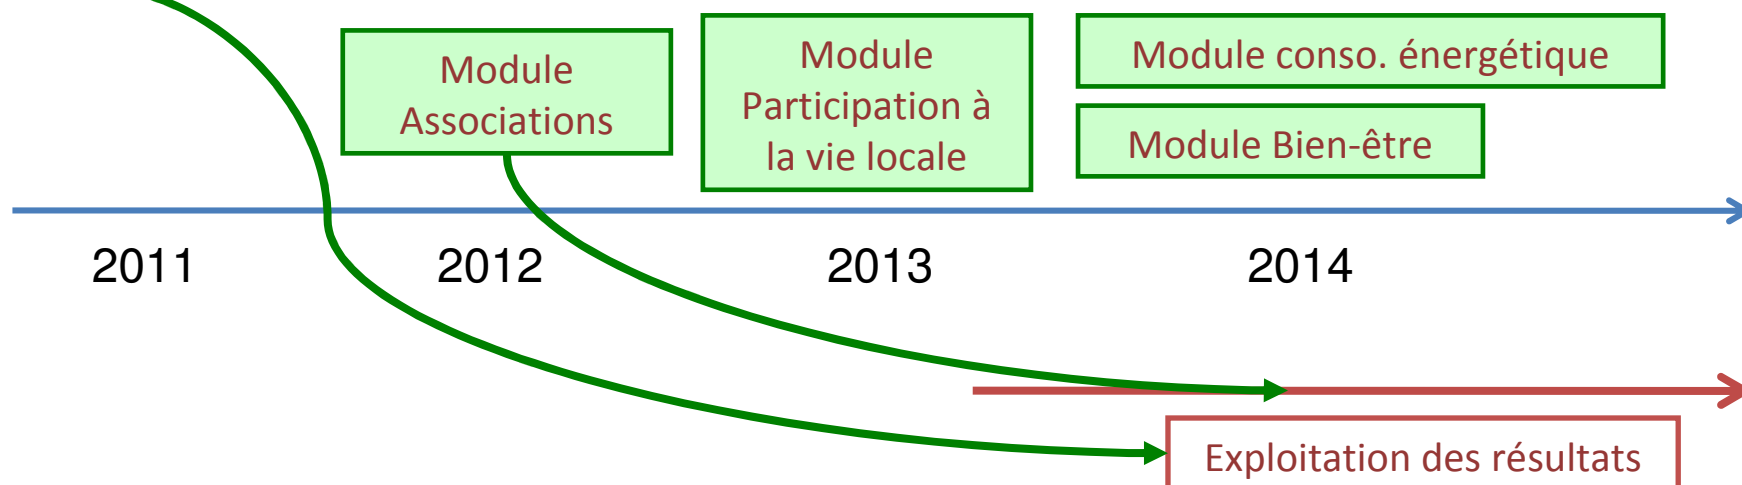 Module
Associations
Module
Participation à
la vie locale
Module conso. énergétique
Module Bien-être
2011
2012
2013
2014
Exploitation des résultats